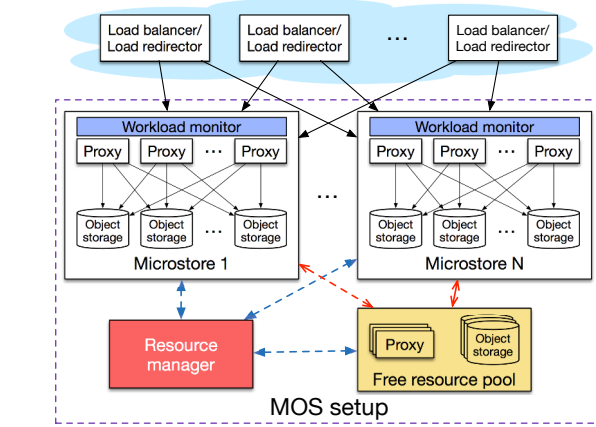 Load balancer/
Load redirector
Load balancer/
Load redirector
...
Load balancer/
Load redirector
Workload monitor
Proxy
Proxy
...
Proxy
Object
storage
Object
storage
...
Object
storage
Microstore 1
...
Workload monitor
Proxy
Proxy
...
Proxy
Object
storage
Object
storage
...
Object
storage
Microstore N
Resource
manager
Proxy
Object
storage
Free resource pool
MOS setup